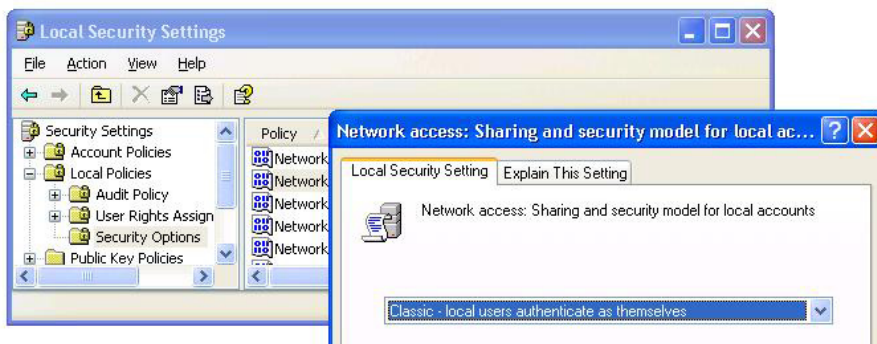 Local Security Settings
File Action View Help
Security Settings
Account Policies
Local Policies
Audit Policy
User Rights Assign
Security Options
Public Key Policies
Policy
Network
Network
Network
Network
Network
Network access: Sharing and security model for local ac...
Local Security Setting
Explain This Setting
Network access: Sharing and security model for local accounts
Classic - local users authenticate as themselves